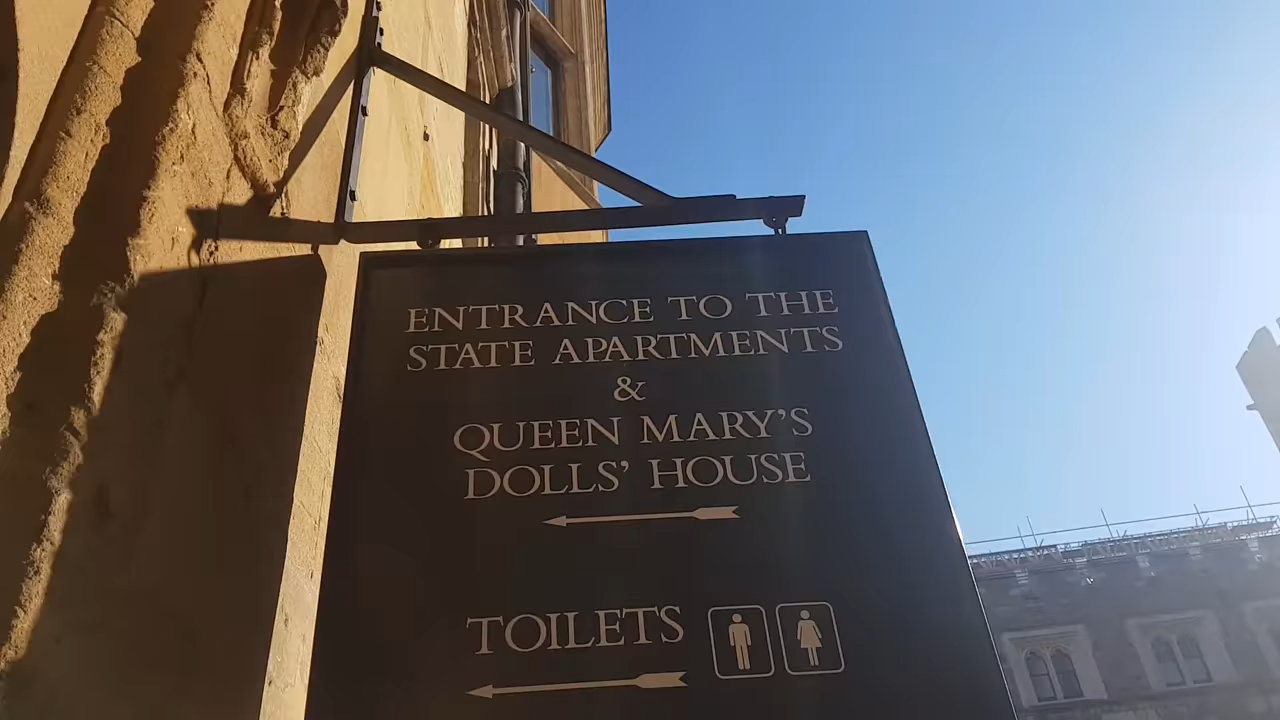 ENTRANCE TO THE
STATE APARTMENTS
&
QUEEN MARY'S
DOLLS' HOUSE
TOILETS